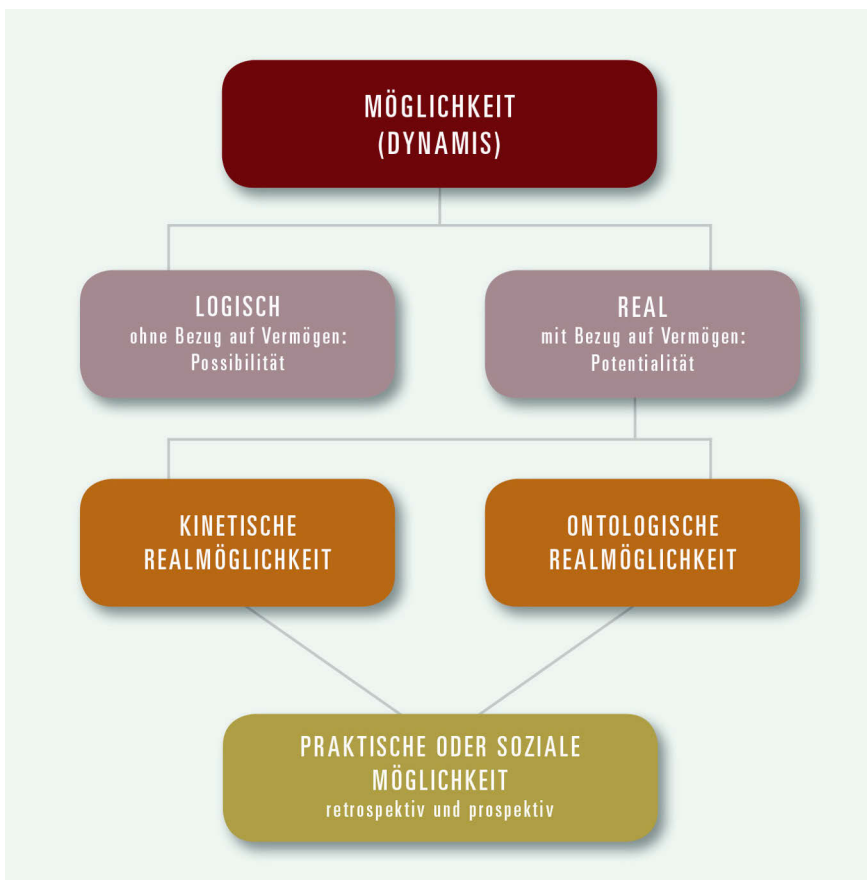 MÖGLICHKEIT
(DYNAMIS)
LOGISCH
ohne Bezug auf Vermögen:
Possibilität
REAL
mit Bezug auf Vermögen:
Potentialität
KINETISCHE
REALMÖGLICHKEIT
ONTOLOGISCHE
REALMÖGLICHKEIT
PRAKTISCHE ODER SOZIALE
MÖGLICHKEIT
retrospektiv und prospektiv